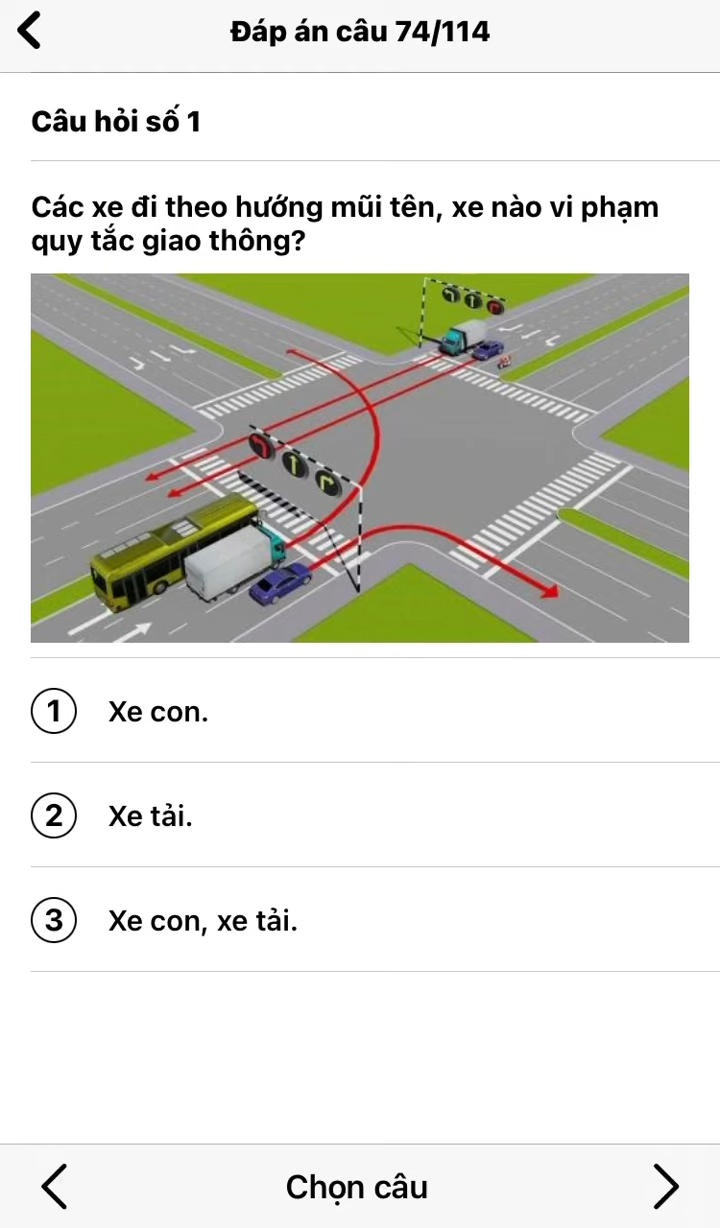 Đáp án câu 74/114
Câu hỏi số 1
Các xe đi theo hướng mũi tên, xe nào vi phạm
quy tắc giao thông?
1 Xe con.
2 Xe tải.
3 Xe con, xe tải.
Chọn câu